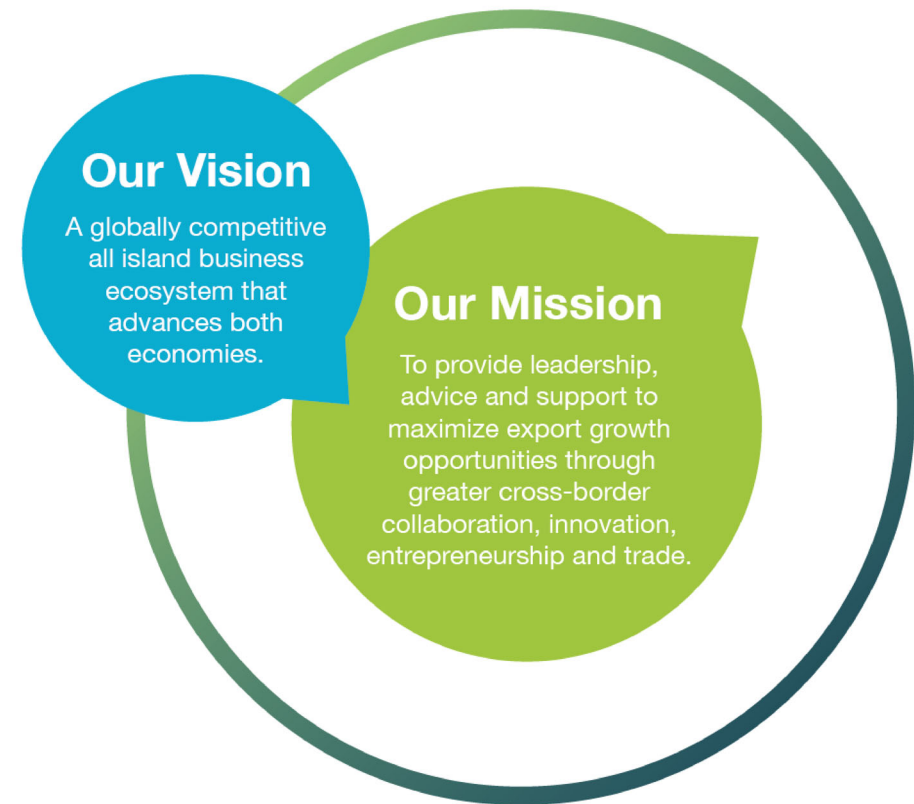 Our Vision
A globally competitive
all island business
ecosystem that
advances both
economies.
Our Mission
To provide leadership,
advice and support to
maximize export growth
opportunities through
greater cross-border
collaboration, innovation,
entrepreneurship and trade.